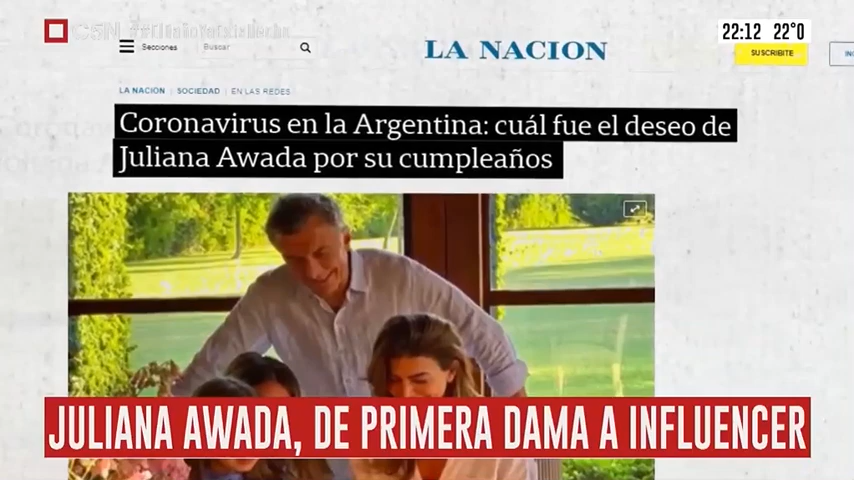 22:12 22°0
Secciones
Buscar
LA NACION
SUSCRIBITE
LA NACION | SOCIEDAD | EN LAS REDES
Coronavirus en la Argentina: cuál fue el deseo de
Juliana Awada por su cumpleaños
JULIANA AWADA, DE PRIMERA DAMA A INFLUENCER